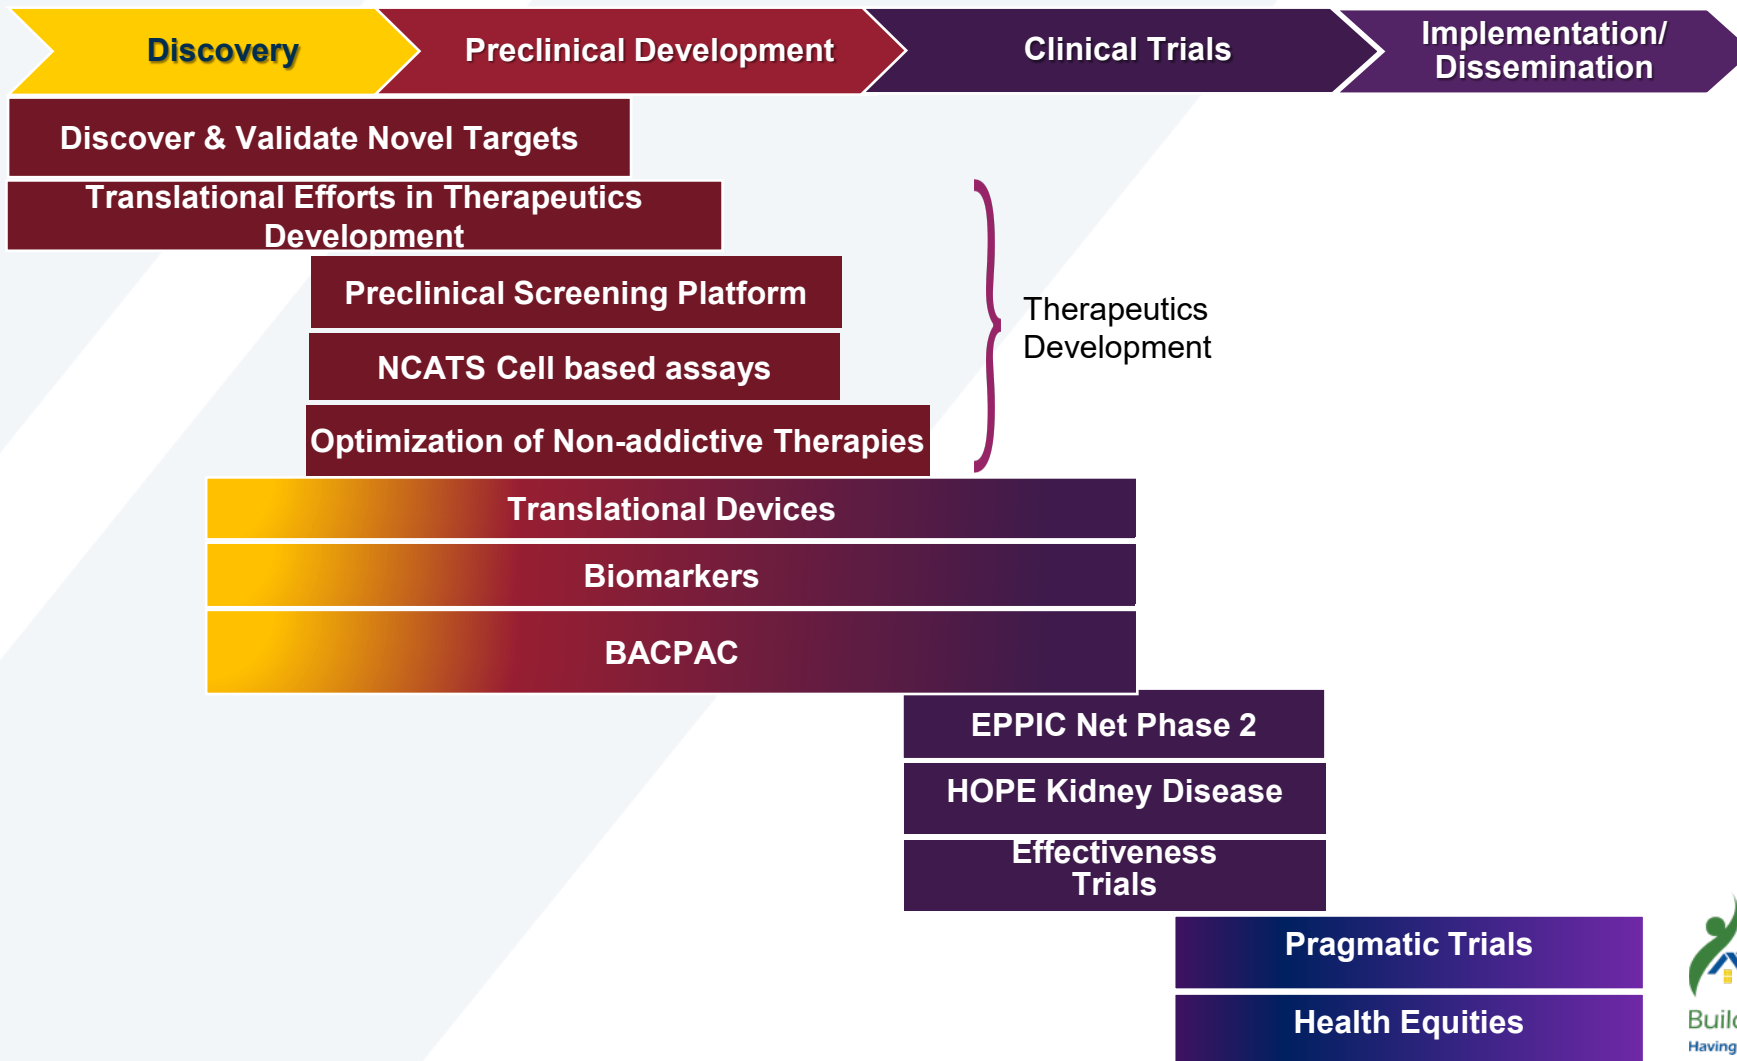 Discovery
Preclinical Development
Clinical Trials
Implementation/
Dissemination
Discover & Validate Novel Targets
Translational Efforts in Therapeutics
Development
Preclinical Screening Platform
NCATS Cell based assays
Optimization of Non-addictive Therapies
Therapeutics
Development
Translational Devices
Biomarkers
BACPAC
EPPIC Net Phase 2
HOPE Kidney Disease
Effectiveness
Trials
Pragmatic Trials
Health Equities
Having